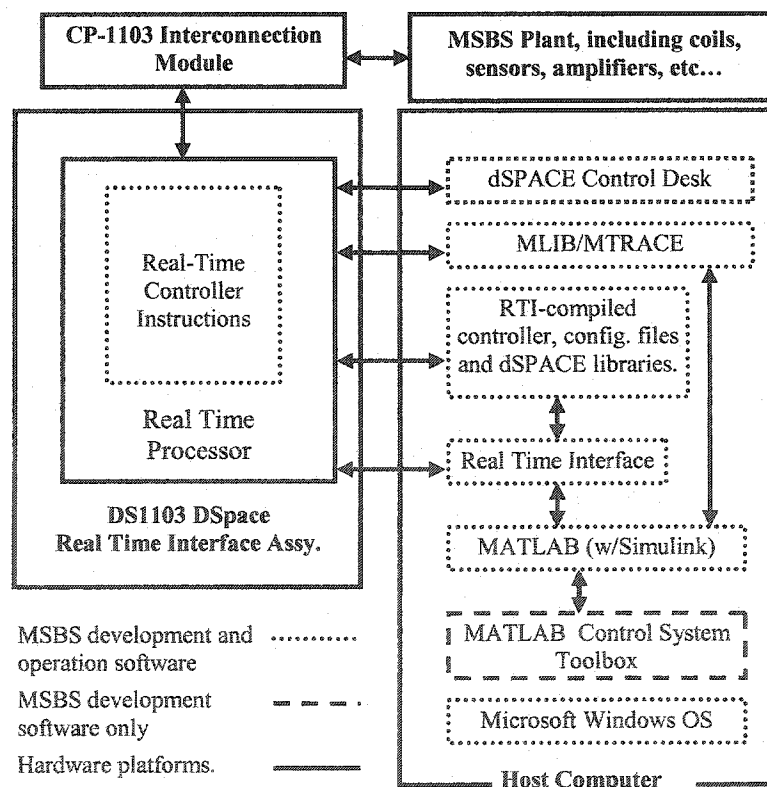 CP-1103 Interconnection
Module
MSBS Plant, including coils,
sensors, amplifiers, etc...
Real-Time
Controller
Instructions
Real Time
Processor
DS1103 DSpace
Real Time Interface Assy.
dSPACE Control Desk
MLIB/MTRACE
RTI-compiled
controller, config. files
and dSPACE libraries.
Real Time Interface
MATLAB (w/Simulink)
MATLAB Control System
Toolbox
Microsoft Windows OS
Host Computer
MSBS development and
operation software
MSBS development
software only
Hardware platforms.